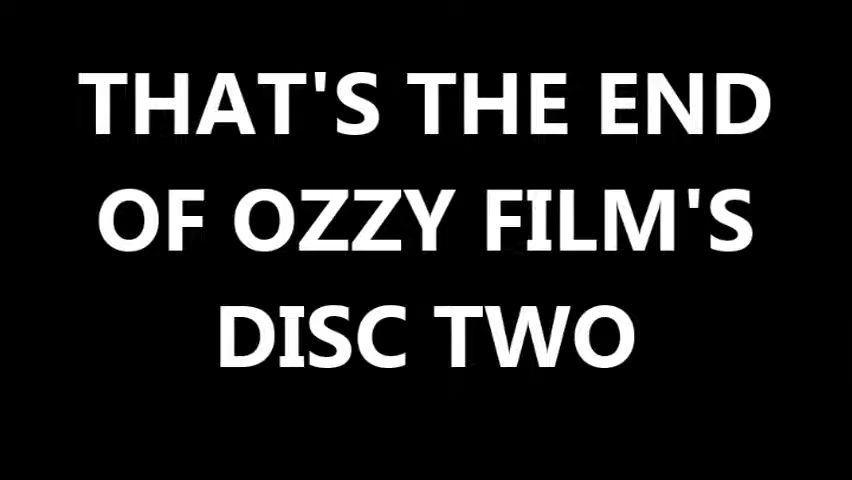 THAT'S THE END
OF OZZY FILM'S
DISC TWO